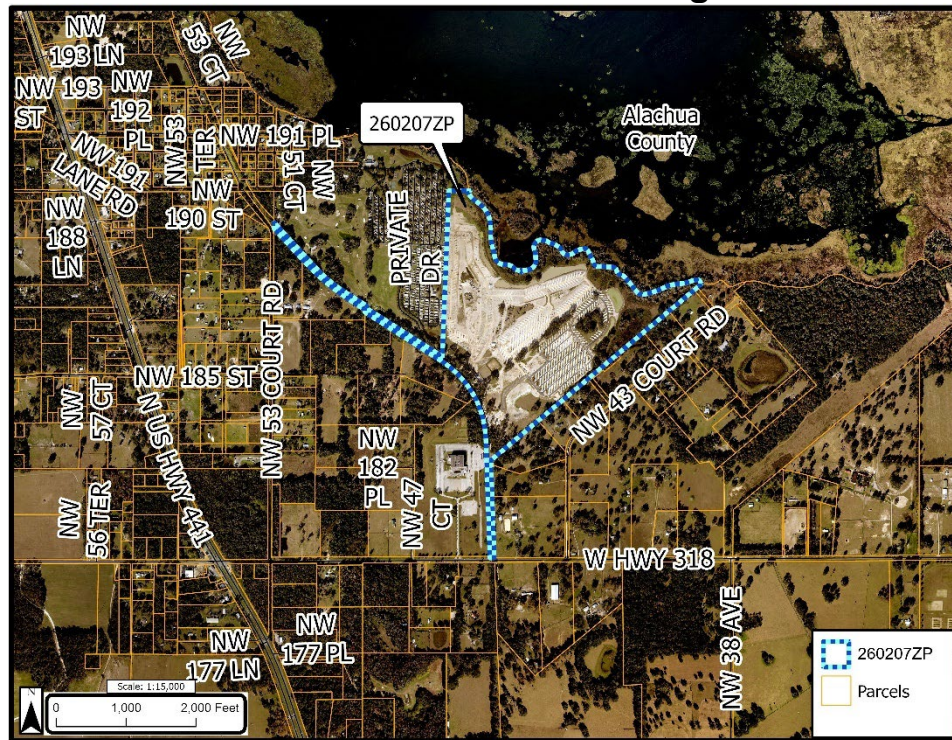 NW
193 LN
NW
53 CT
NW 193
ST
NW
192
PL
NW 53
TER
NW 191 PL
NW
51 CT
260207ZP
Alachua
County
NW 191
LANE RD
NW
190 ST
NW
188
LN
PRIVATE
DR
NW 53 COURT RD
NW 185 ST
NW
57 CT
N US HWY 441
NW 43 COURT RD
NW
182
PL
NW 47
CT
NW
56 TER
W HWY 318
NW 38 AVE
NW
177 LN
NW
177 PL
260207ZP
Parcels
N
Scale: 1:15,000
0 1,000 2,000 Feet